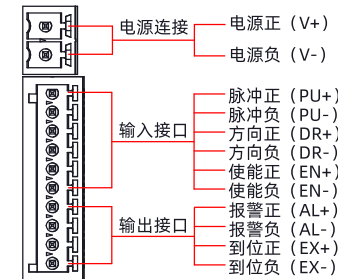 电源连接
电源正（V+）
电源负（V-）
输入接口
脉冲正（PU+）
脉冲负（PU-）
方向正（DR+）
方向负（DR-）
使能正（EN+）
使能负（EN-）
输出接口
报警正（AL+）
报警负（AL-）
到位正（EX+）
到位负（EX-）